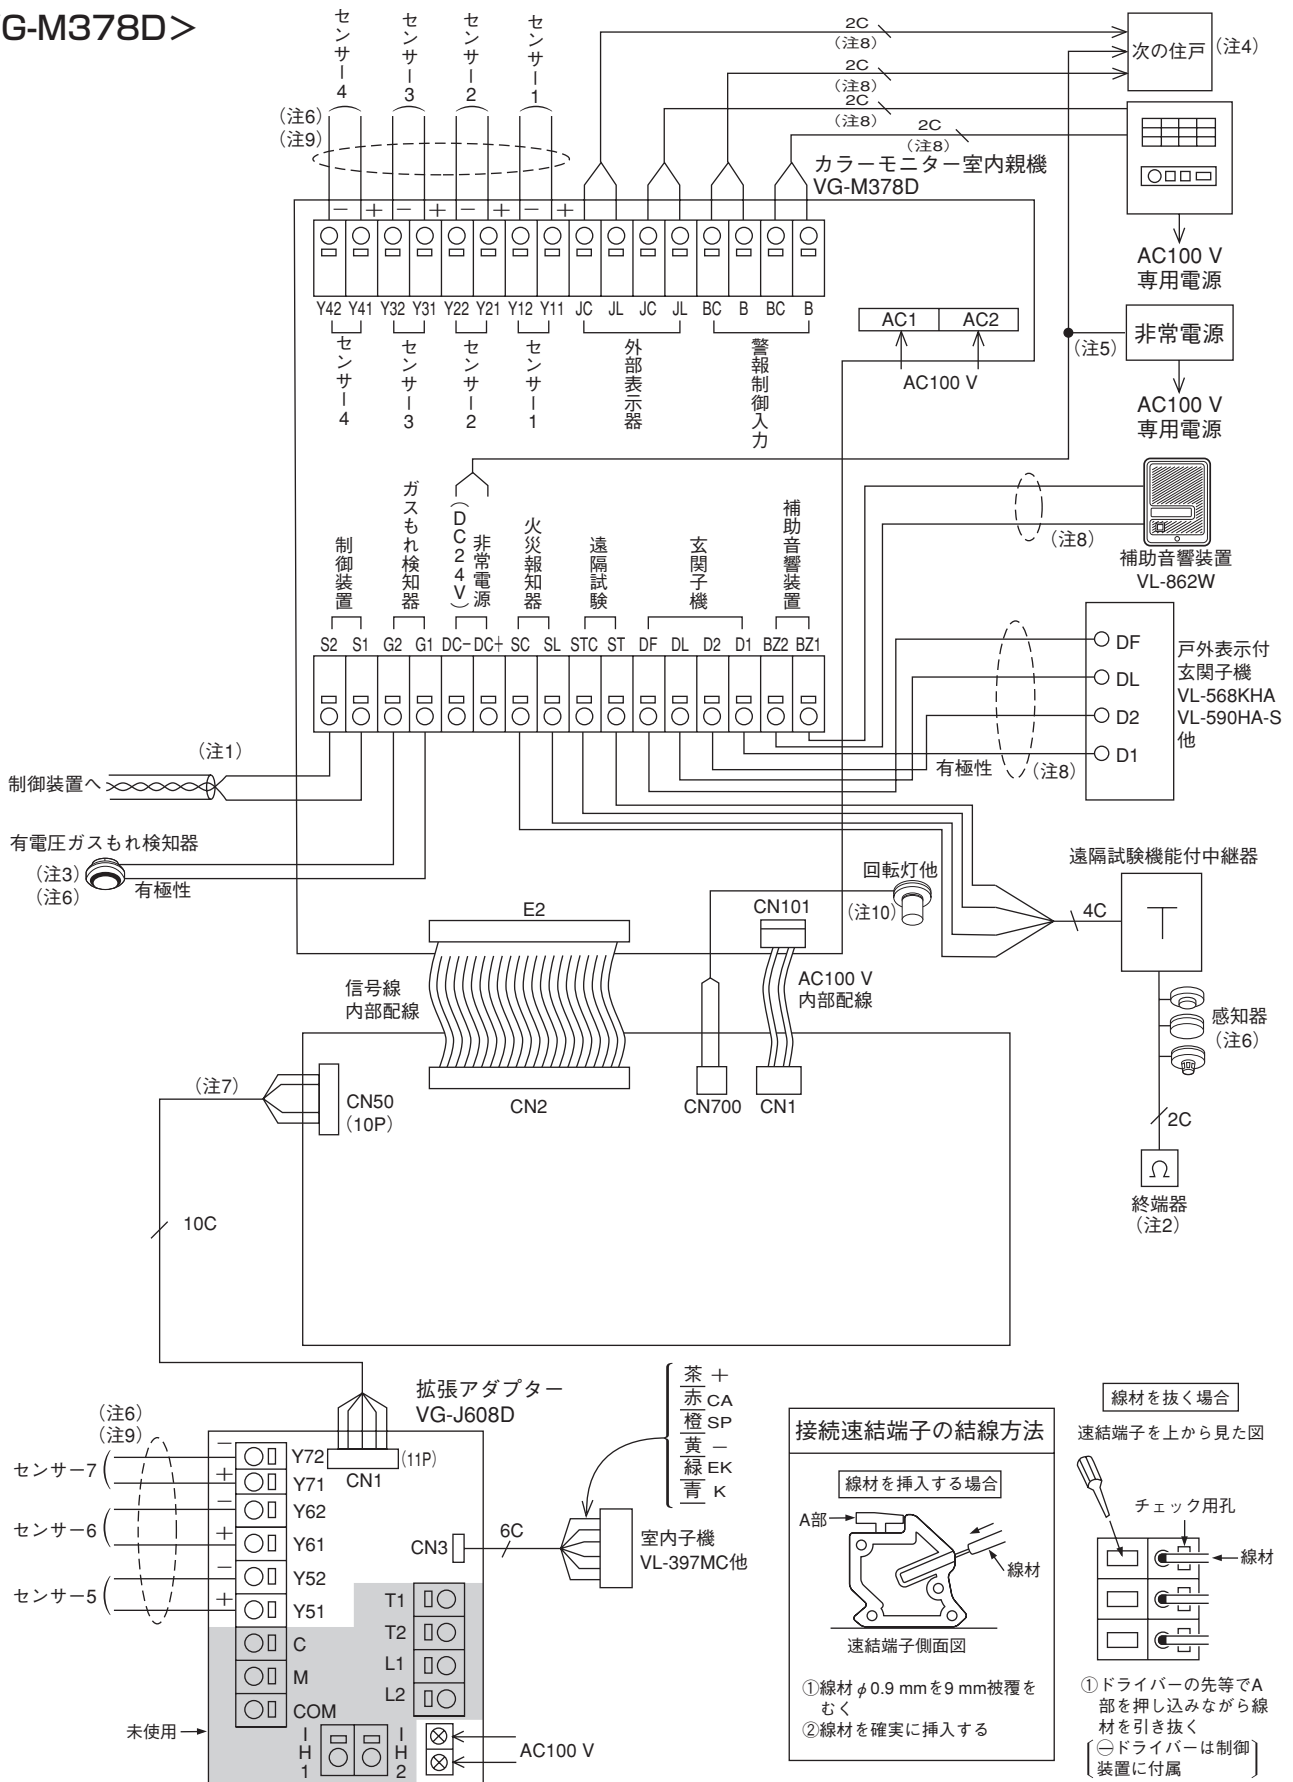 G-M378D＞
センサー4
センサー3
センサー2
センサー1
（注6）
（注9）
2C
（注8）
2C
（注8）
2C
（注8）
2C
（注8）
次の住戸
（注4）
カラーモニター室内親機
VG-M378D
AC100 V
専用電源
－ ＋ － ＋ － ＋ － ＋
Y42 Y41 Y32 Y31 Y22 Y21 Y12 Y11 JC JL JC JL BC B BC B
センサー4
センサー3
センサー2
センサー1
外部表示器
警報制御入力
AC1 AC2
AC100 V
（注5）
非常電源
AC100 V
専用電源
制御装置
ガスもれ検知器
非常電源
（DC24V）
火災報知器
遠隔試験
玄関子機
補助音響装置
S2 S1 G2 G1 DC− DC＋ SC SL STC ST DF DL D2 D1 BZ2 BZ1
（注8）
補助音響装置
VL-862W
DF
DL
D2
D1
戸外表示付
玄関子機
VL-568KHA
VL-590HA-S
他
有極性
（注8）
（注1）
制御装置へ
有電圧ガスもれ検知器
（注3）
（注6）
有極性
回転灯他
（注10）
遠隔試験機能付中継器
4C
E2
CN101
信号線
内部配線
AC100 V
内部配線
感知器
（注6）
（注7）
CN50
（10P）
CN2
CN700
CN1
2C
Ω
終端器
（注2）
10C
拡張アダプター
VG-J608D
（注6）
（注9）
センサー7
センサー6
センサー5
－
＋
－
＋
－
＋
Y72
Y71
Y62
Y61
Y52
Y51
C
M
COM
（11P）
CN1
茶 ＋
赤 CA
橙 SP
黄 －
緑 EK
青 K
CN3
6C
室内子機
VL-397MC他
T1
T2
L1
L2
未使用
IH1
IH2
AC100 V
接続速結端子の結線方法
線材を挿入する場合
A部
線材
速結端子側面図
①線材φ0.9 mmを9 mm被覆を
むく
②線材を確実に挿入する
線材を抜く場合
速結端子を上から見た図
チェック用孔
線材
①ドライバーの先等でA
部を押し込みながら線
材を引き抜く
⊖ドライバーは制御
装置に付属